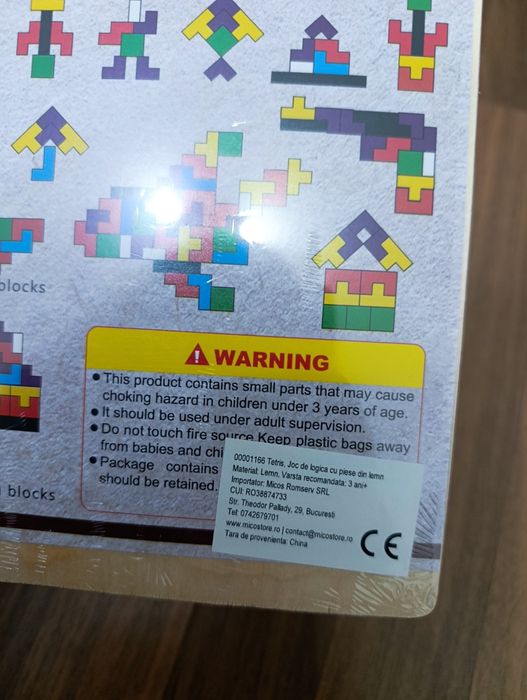 blocks
blocks
WARNING
• This product contains small parts that may cause
choking hazard in children under 3 years of age.
• It should be used under adult supervision.
• Do not touch fire source Keep plastic bags away
from babies and chi
• Package contains
should be retained.
00001166 Tetris, Joc de logica cu piese din lemn
Material: Lemn, Varsta recomandata: 3 ani+
Importator: Micos Romserv SRL
CUI: RO38874733
Str. Theodor Pallady, 29, Bucuresti
Tel: 0742679701
www.micostore.ro | contact@micostore.ro
Tara de provenienta: China
CE